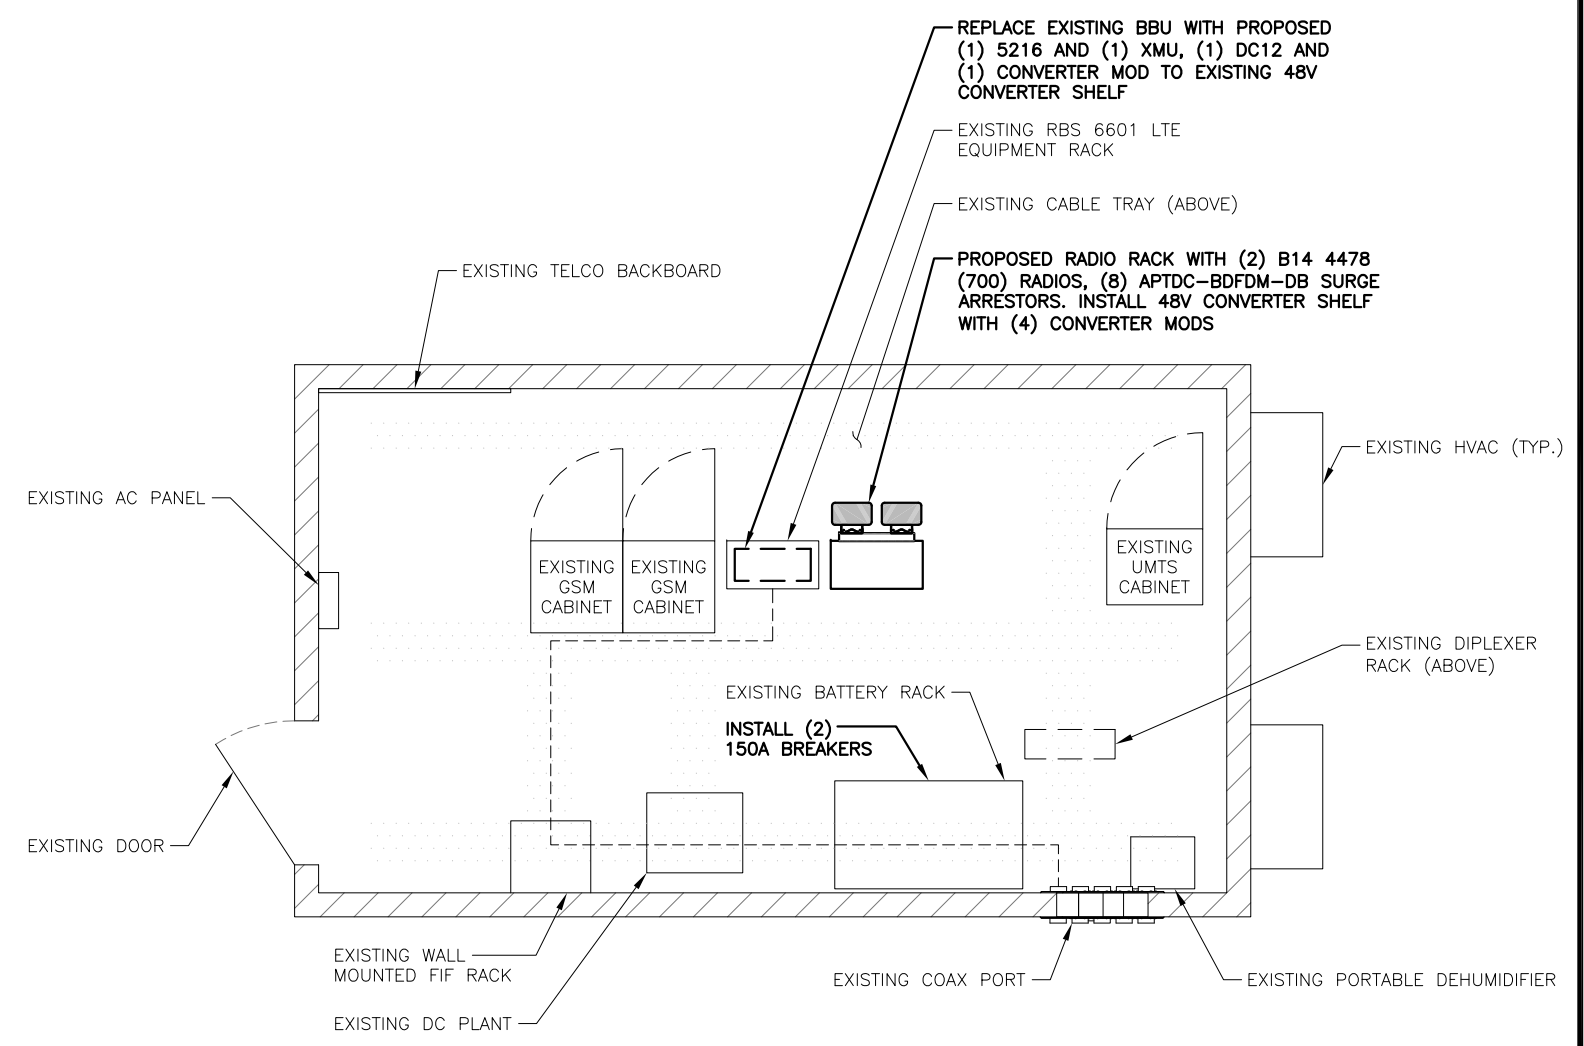 REPLACE EXISTING BBU WITH PROPOSED
(1) 5216 AND (1) XMU, (1) DC12 AND
(1) CONVERTER MOD TO EXISTING 48V
CONVERTER SHELF
EXISTING RBS 6601 LTE
EQUIPMENT RACK
EXISTING CABLE TRAY (ABOVE)
PROPOSED RADIO RACK WITH (2) B14 4478
(700) RADIOS, (8) APTDC-BDFDM-DB SURGE
ARRESTORS. INSTALL 48V CONVERTER SHELF
WITH (4) CONVERTER MODS
EXISTING TELCO BACKBOARD
EXISTING HVAC (TYP.)
EXISTING AC PANEL
EXISTING
GSM
CABINET
EXISTING
GSM
CABINET
EXISTING
UMTS
CABINET
EXISTING DIPLEXER
RACK (ABOVE)
EXISTING BATTERY RACK
INSTALL (2)
150A BREAKERS
EXISTING DOOR
EXISTING WALL
MOUNTED FIF RACK
EXISTING COAX PORT
EXISTING PORTABLE DEHUMIDIFIER
EXISTING DC PLANT